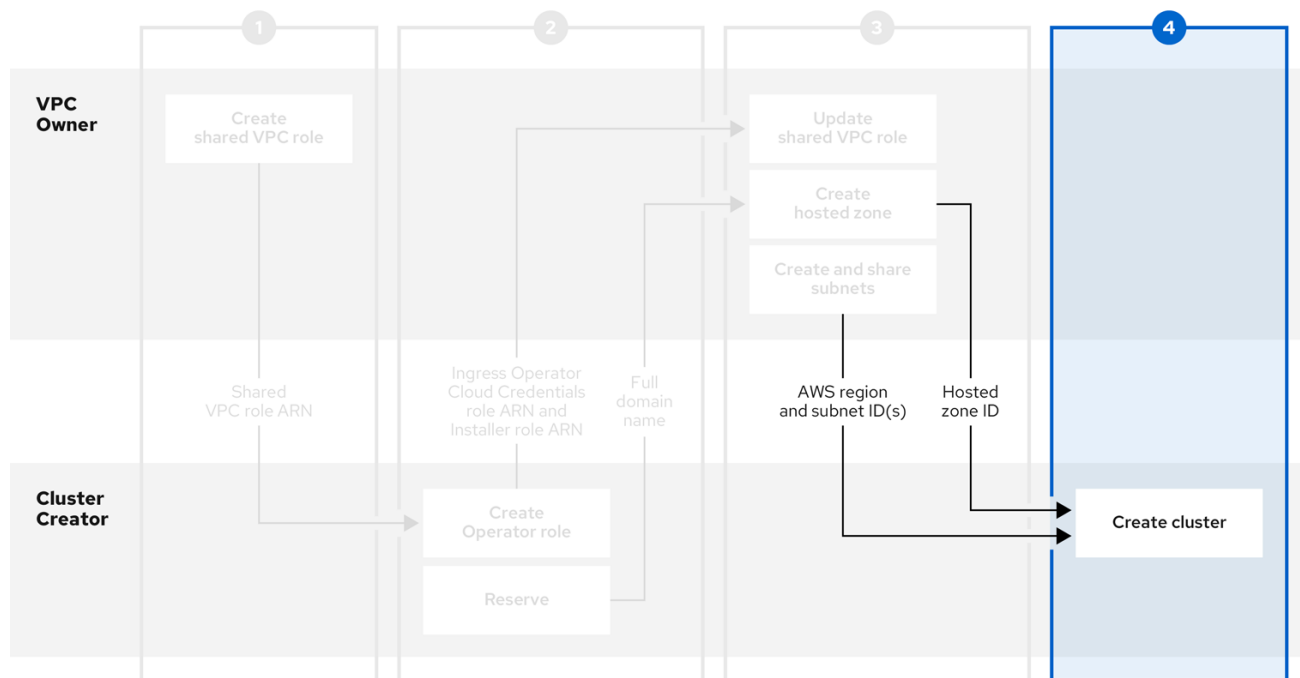 1
2
3
4
VPC
Owner
Create
shared VPC role
Update
shared VPC role
Create
hosted zone
Create and share
subnets
Shared
VPC role ARN
Ingress Operator
Cloud Credentials
role ARN and
Installer role ARN
Full
domain
name
AWS region
and subnet ID(s)
Hosted
zone ID
Cluster
Creator
Create
Operator role
Reserve
Create cluster